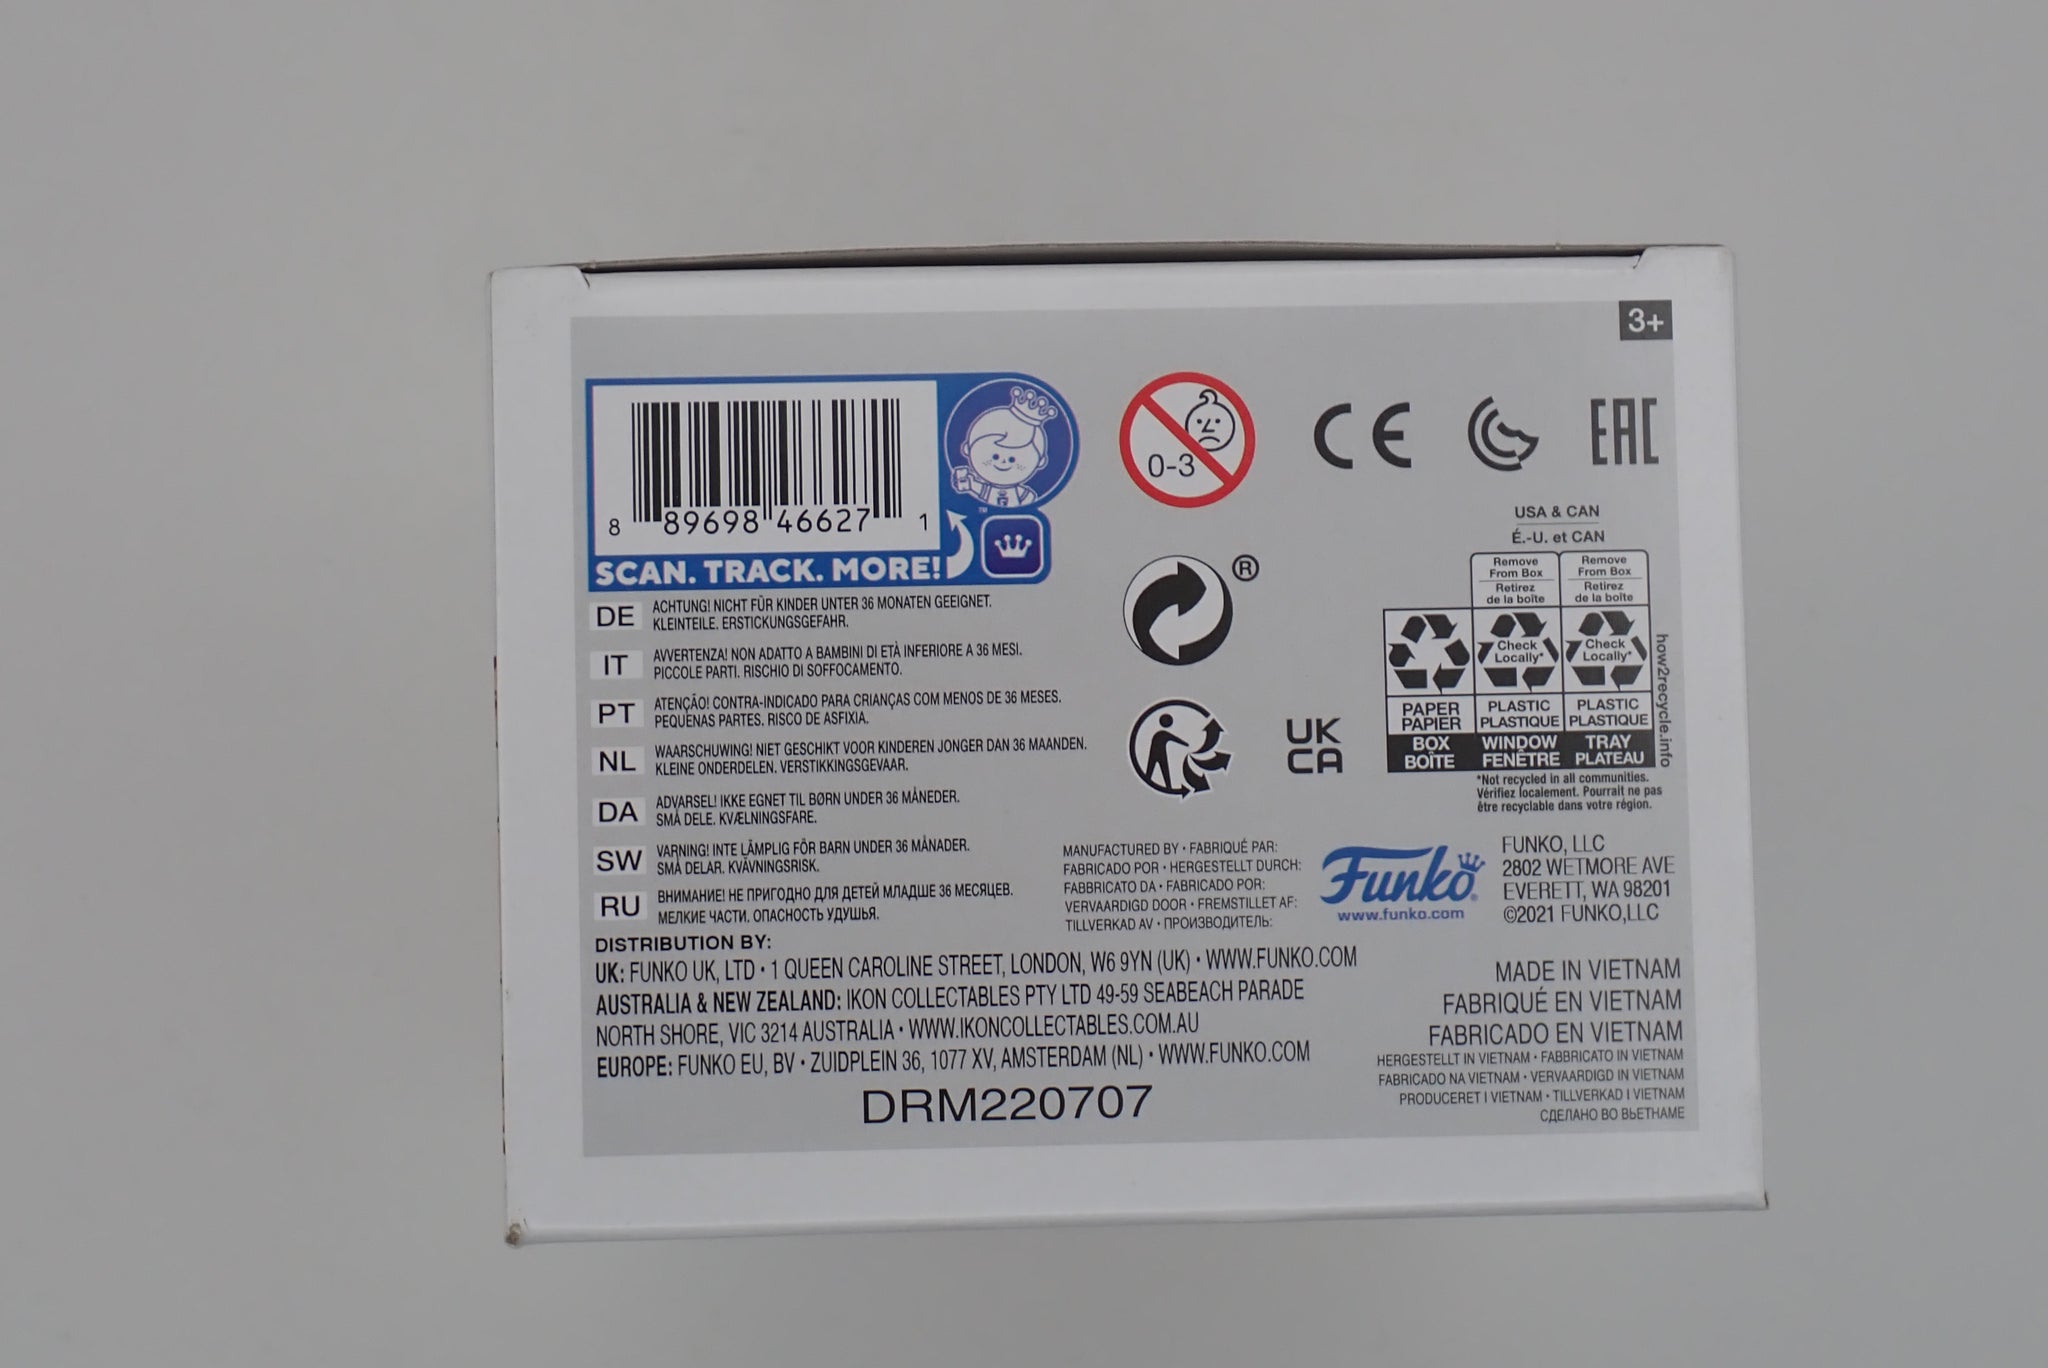 3+
8 89698 46627 1
SCAN. TRACK. MORE!
™
0-3
CE
EAC
DE ACHTUNG! NICHT FÜR KINDER UNTER 36 MONATEN GEEIGNET.
KLEINTEILE. ERSTICKUNGSGEFAHR.
IT AVVERTENZA! NON ADATTO A BAMBINI DI ETÀ INFERIORE A 36 MESI.
PICCOLE PARTI. RISCHIO DI SOFFOCAMENTO.
PT ATENÇÃO! CONTRA-INDICADO PARA CRIANÇAS COM MENOS DE 36 MESES.
PEQUENAS PARTES. RISCO DE ASFIXIA.
NL WAARSCHUWING! NIET GESCHIKT VOOR KINDEREN JONGER DAN 36 MAANDEN.
KLEINE ONDERDELEN. VERSTIKKINGSGEVAAR.
DA ADVARSEL! IKKE EGNET TIL BØRN UNDER 36 MÅNEDER.
SMÅ DELE. KVÆLNINGSFARE.
SW VARNING! INTE LÄMPLIG FÖR BARN UNDER 36 MÅNADER.
SMÅ DELAR. KVÄVNINGSRISK.
RU ВНИМАНИЕ! НЕ ПРИГОДНО ДЛЯ ДЕТЕЙ МЛАДШЕ 36 МЕСЯЦЕВ.
МЕЛКИЕ ЧАСТИ. ОПАСНОСТЬ УДУШЬЯ.
®
UK
CA
USA & CAN
É.-U. et CAN
Remove
From Box
Retirez
de la boîte
Remove
From Box
Retirez
de la boîte
Check
Locally*
Check
Locally*
PAPER
PAPIER
PLASTIC
PLASTIQUE
PLASTIC
PLASTIQUE
BOX
BOÎTE
WINDOW
FENÊTRE
TRAY
PLATEAU
how2recycle.info
*Not recycled in all communities.
Vérifiez localement. Pourrait ne pas
être recyclable dans votre région.
MANUFACTURED BY • FABRIQUÉ PAR:
FABRICADO POR • HERGESTELLT DURCH:
FABBRICATO DA • FABRICADO POR:
VERVAARDIGD DOOR • FREMSTILLET AF:
TILLVERKAD AV • ПРОИЗВОДИТЕЛЬ:
Funko®
www.funko.com
FUNKO, LLC
2802 WETMORE AVE
EVERETT, WA 98201
©2021 FUNKO,LLC
DISTRIBUTION BY:
UK: FUNKO UK, LTD • 1 QUEEN CAROLINE STREET, LONDON, W6 9YN (UK) • WWW.FUNKO.COM
AUSTRALIA & NEW ZEALAND: IKON COLLECTABLES PTY LTD 49-59 SEABEACH PARADE
NORTH SHORE, VIC 3214 AUSTRALIA • WWW.IKONCOLLECTABLES.COM.AU
EUROPE: FUNKO EU, BV • ZUIDPLEIN 36, 1077 XV, AMSTERDAM (NL) • WWW.FUNKO.COM
DRM220707
MADE IN VIETNAM
FABRIQUÉ EN VIETNAM
FABRICADO EN VIETNAM
HERGESTELLT IN VIETNAM • FABBRICATO IN VIETNAM
FABRICADO NA VIETNAM • VERVAARDIGD IN VIETNAM
PRODUCERET I VIETNAM • TILLVERKAD I VIETNAM
СДЕЛАНО ВО ВЬЕТНАМЕ